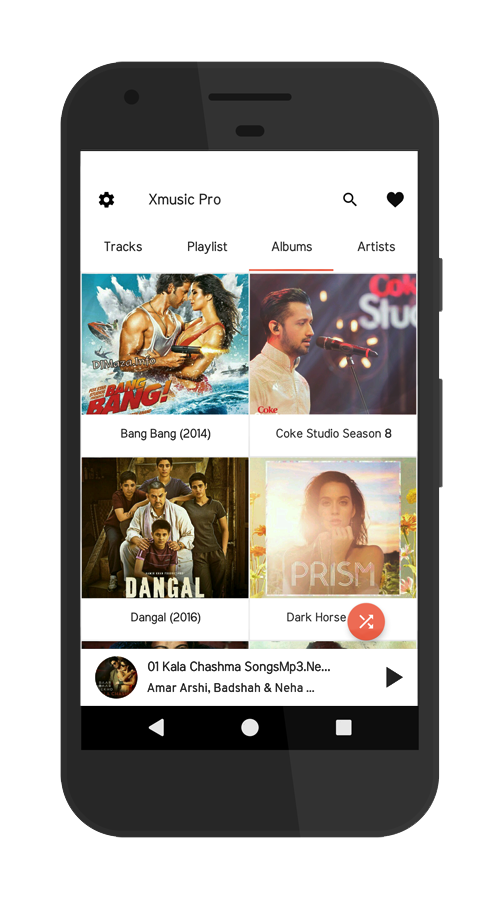 Xmusic Pro
Tracks
Playlist
Albums
Artists
DJMaza.Info
BANG
BANG!
Coke
Studio
Coke
Bang Bang (2014)
Coke Studio Season 8
DANGAL
PRISM
Dangal (2016)
Dark Horse
01 Kala Chashma SongsMp3.Ne...
Amar Arshi, Badshah & Neha ...